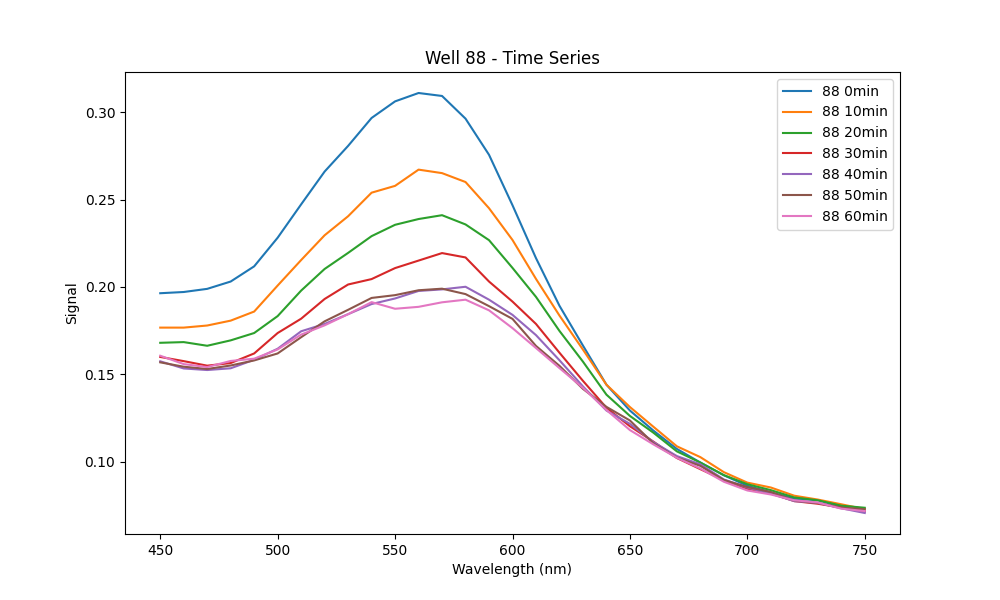 Well 88 - Time Series
88 0min
88 10min
88 20min
88 30min
88 40min
88 50min
88 60min
Signal
0.30
0.25
0.20
0.15
0.10
450 500 550 600 650 700 750
Wavelength (nm)